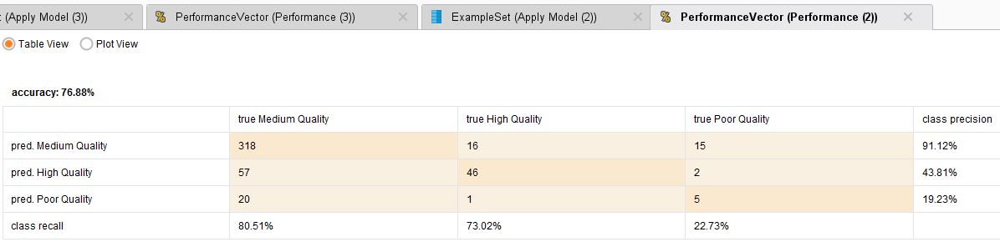 : (Apply Model (3)) PerformanceVector (Performance (3)) ExampleSet (Apply Model (2)) PerformanceVector (Performance (2))
Table View Plot View
accuracy: 76.88%
true Medium Quality true High Quality true Poor Quality class precision
pred. Medium Quality 318 16 15 91.12%
pred. High Quality 57 46 2 43.81%
pred. Poor Quality 20 1 5 19.23%
class recall 80.51% 73.02% 22.73%